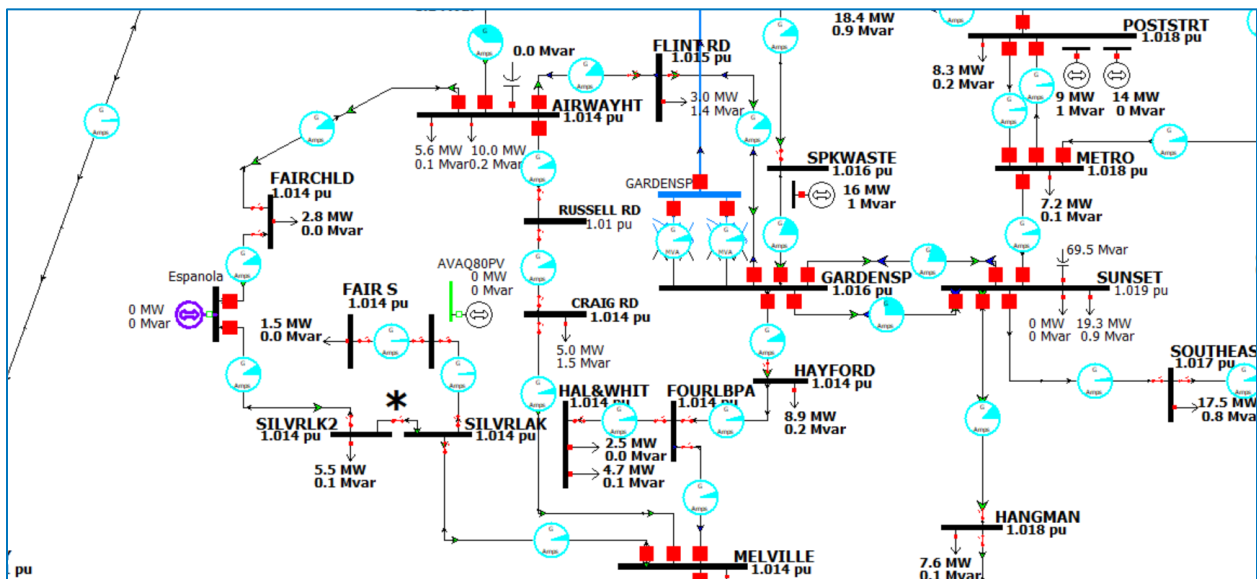 18.4 MW
0.9 Mvar
POSTSTRT
1.018 pu
0.0 Mvar
FLINT RD
1.015 pu
8.3 MW
0.2 Mvar
9 MW
1 Mvar
14 MW
0 Mvar
3.0 MW
1.4 Mvar
AIRWAYHT
1.014 pu
5.6 MW
0.1 Mvar
10.0 MW
0.2 Mvar
SPKWASTE
1.016 pu
METRO
1.018 pu
FAIRCHLD
1.014 pu
GARDENSP
16 MW
1 Mvar
7.2 MW
0.1 Mvar
2.8 MW
0.0 Mvar
RUSSELL RD
1.01 pu
69.5 Mvar
Espanola
AVAQ80PV
0 MW
0 Mvar
GARDENSP
1.016 pu
SUNSET
1.019 pu
FAIR S
1.014 pu
CRAIG RD
1.014 pu
0 MW
0 Mvar
1.5 MW
0.0 Mvar
0 MW
0 Mvar
19.3 MW
0.9 Mvar
5.0 MW
1.5 Mvar
SOUTHEAS
1.017 pu
HAYFORD
1.014 pu
HAL&WHIT
1.014 pu
FOURLBPA
1.014 pu
*
17.5 MW
0.8 Mvar
8.9 MW
0.2 Mvar
SILVRLK2
1.014 pu
SILVRLAK
1.014 pu
2.5 MW
0.0 Mvar
4.7 MW
0.1 Mvar
5.5 MW
0.1 Mvar
HANGMAN
1.018 pu
MELVILLE
1.014 pu
7.6 MW
0.1 Mvar
pu